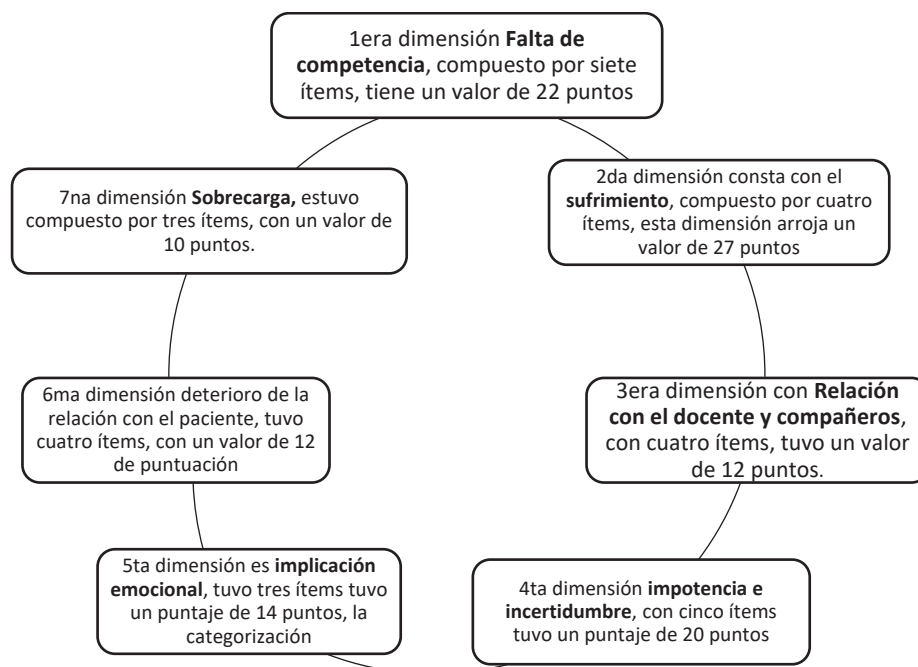 1era dimensión Falta de
competencia, compuesto por siete
ítems, tiene un valor de 22 puntos
2da dimensión consta con el
sufrimiento, compuesto por cuatro
ítems, esta dimensión arroja un
valor de 27 puntos
3era dimensión con Relación
con el docente y compañeros,
con cuatro ítems, tuvo un valor
de 12 puntos.
4ta dimensión impotencia e
incertidumbre, con cinco ítems
tuvo un puntaje de 20 puntos
5ta dimensión es implicación
emocional, tuvo tres ítems tuvo
un puntaje de 14 puntos, la
categorización
6ma dimensión deterioro de la
relación con el paciente, tuvo
cuatro ítems, con un valor de 12
de puntuación
7na dimensión Sobrecarga, estuvo
compuesto por tres ítems, con un valor de
10 puntos.